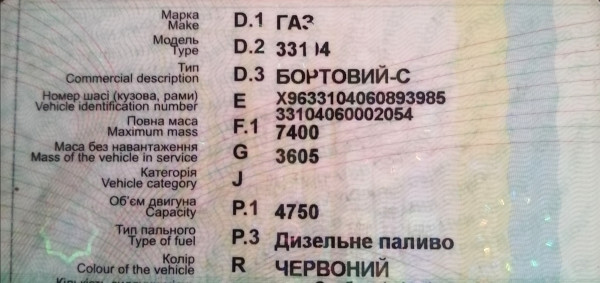 Марка D.1 ГАЗ
Make
Модель D.2 33104
Type
Тип D.3 БОРТОВИЙ-С
Commercial description
Номер шасі (кузова, рами) E X9633104060893985
Vehicle identification number 33104060002054
Повна маса F.1 7400
Maximum mass
Маса без навантаження G 3605
Mass of the vehicle in service
Категорія J
Vehicle category
Об'єм двигуна P.1 4750
Capacity
Тип пального P.3 Дизельне паливо
Type of fuel
Колір R ЧЕРВОНИЙ
Colour of the vehicle